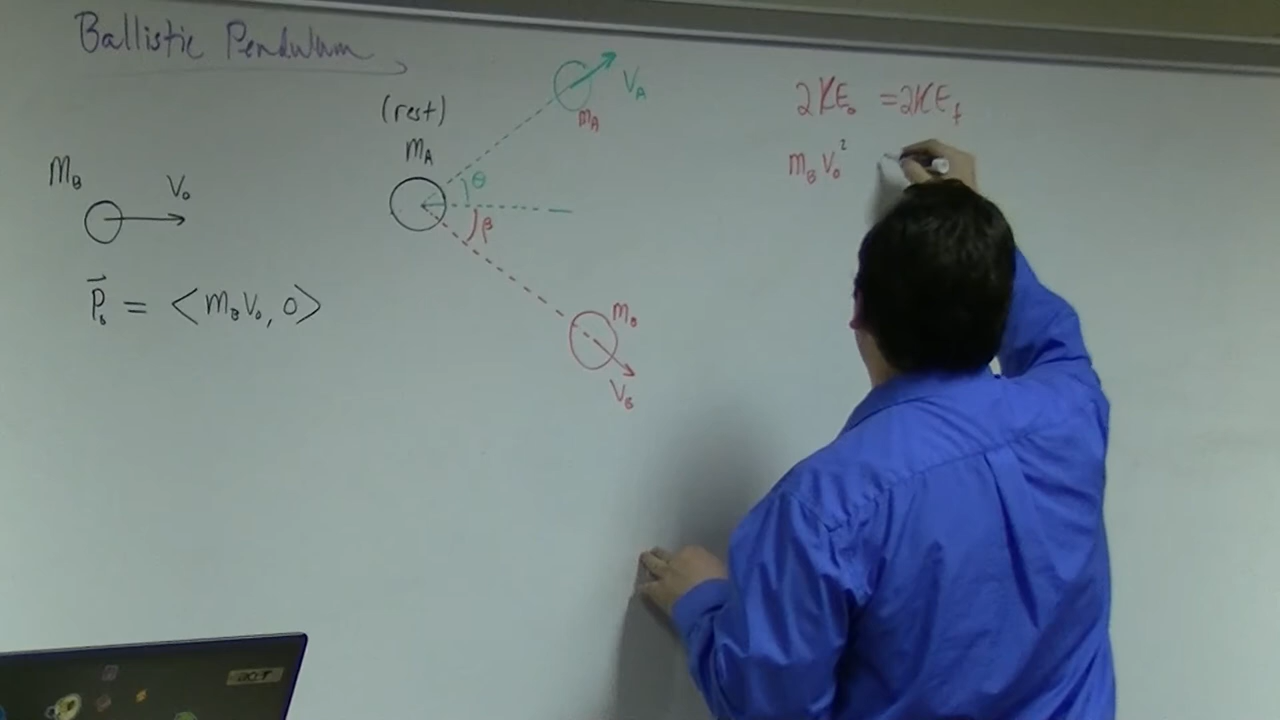 Ballistic Pendulum
(rest)
m_A
V_A
m_A
θ
β
m_B
V_B
m_B
V_0
P⃗_0 = <m_B V_0, 0>
2KE_0 = 2KE_f
m_B V_0^2
acer